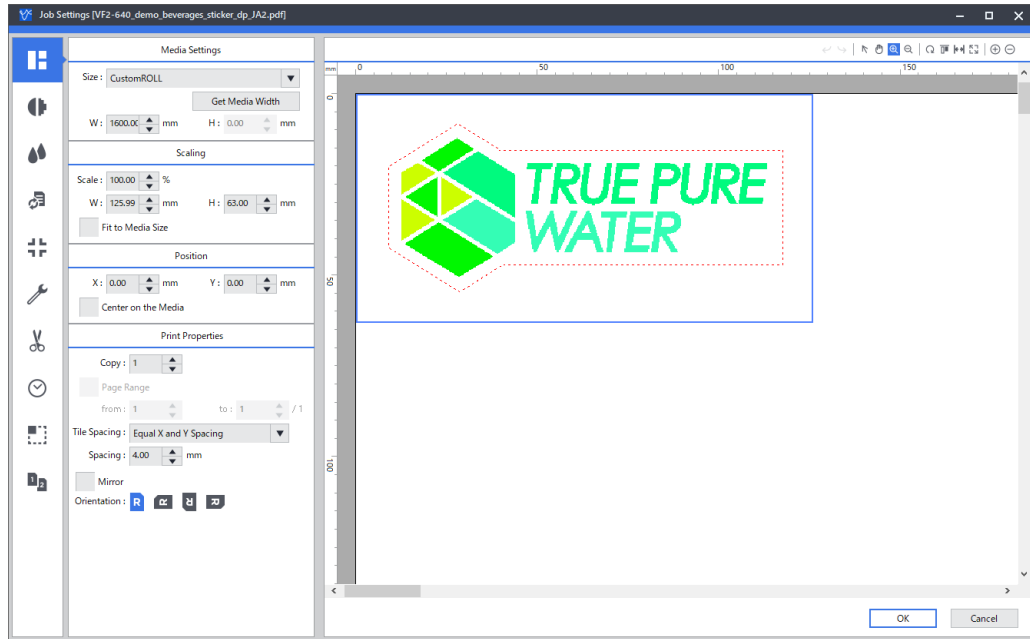 Job Settings [VF2-640_demo_beverages_sticker_dp_JA2.pdf]
Media Settings
Size : CustomROLL
Get Media Width
W : 1600.00 mm H : 0.00 mm
Scaling
Scale : 100.00 %
W : 125.99 mm H : 63.00 mm
Fit to Media Size
Position
X : 0.00 mm Y : 0.00 mm
Center on the Media
Print Properties
Copy : 1
Page Range
from : 1 to : 1 / 1
Tile Spacing : Equal X and Y Spacing
Spacing : 4.00 mm
Mirror
Orientation : R R R R
mm 0 50 100 150
0
50
100
TRUE PURE
WATER
1 2
OK Cancel